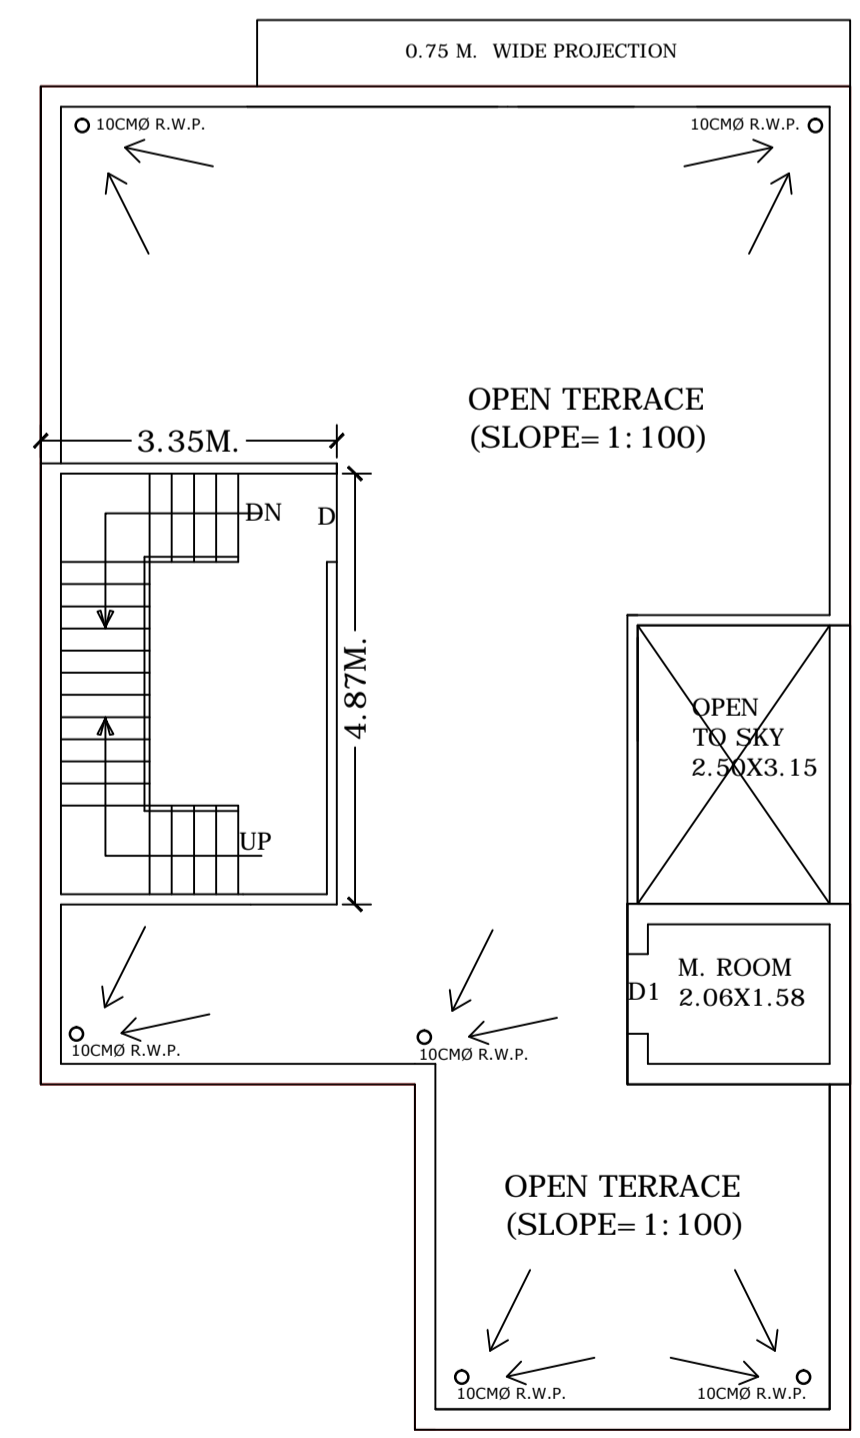 0.75 M. WIDE PROJECTION
10CMØ R.W.P.
10CMØ R.W.P.
OPEN TERRACE
(SLOPE= 1:100)
3.35M.
DN
D
4.87M.
OPEN
TO SKY
2.50X3.15
UP
M. ROOM
2.06X1.58
D1
10CMØ R.W.P.
10CMØ R.W.P.
OPEN TERRACE
(SLOPE= 1:100)
10CMØ R.W.P.
10CMØ R.W.P.